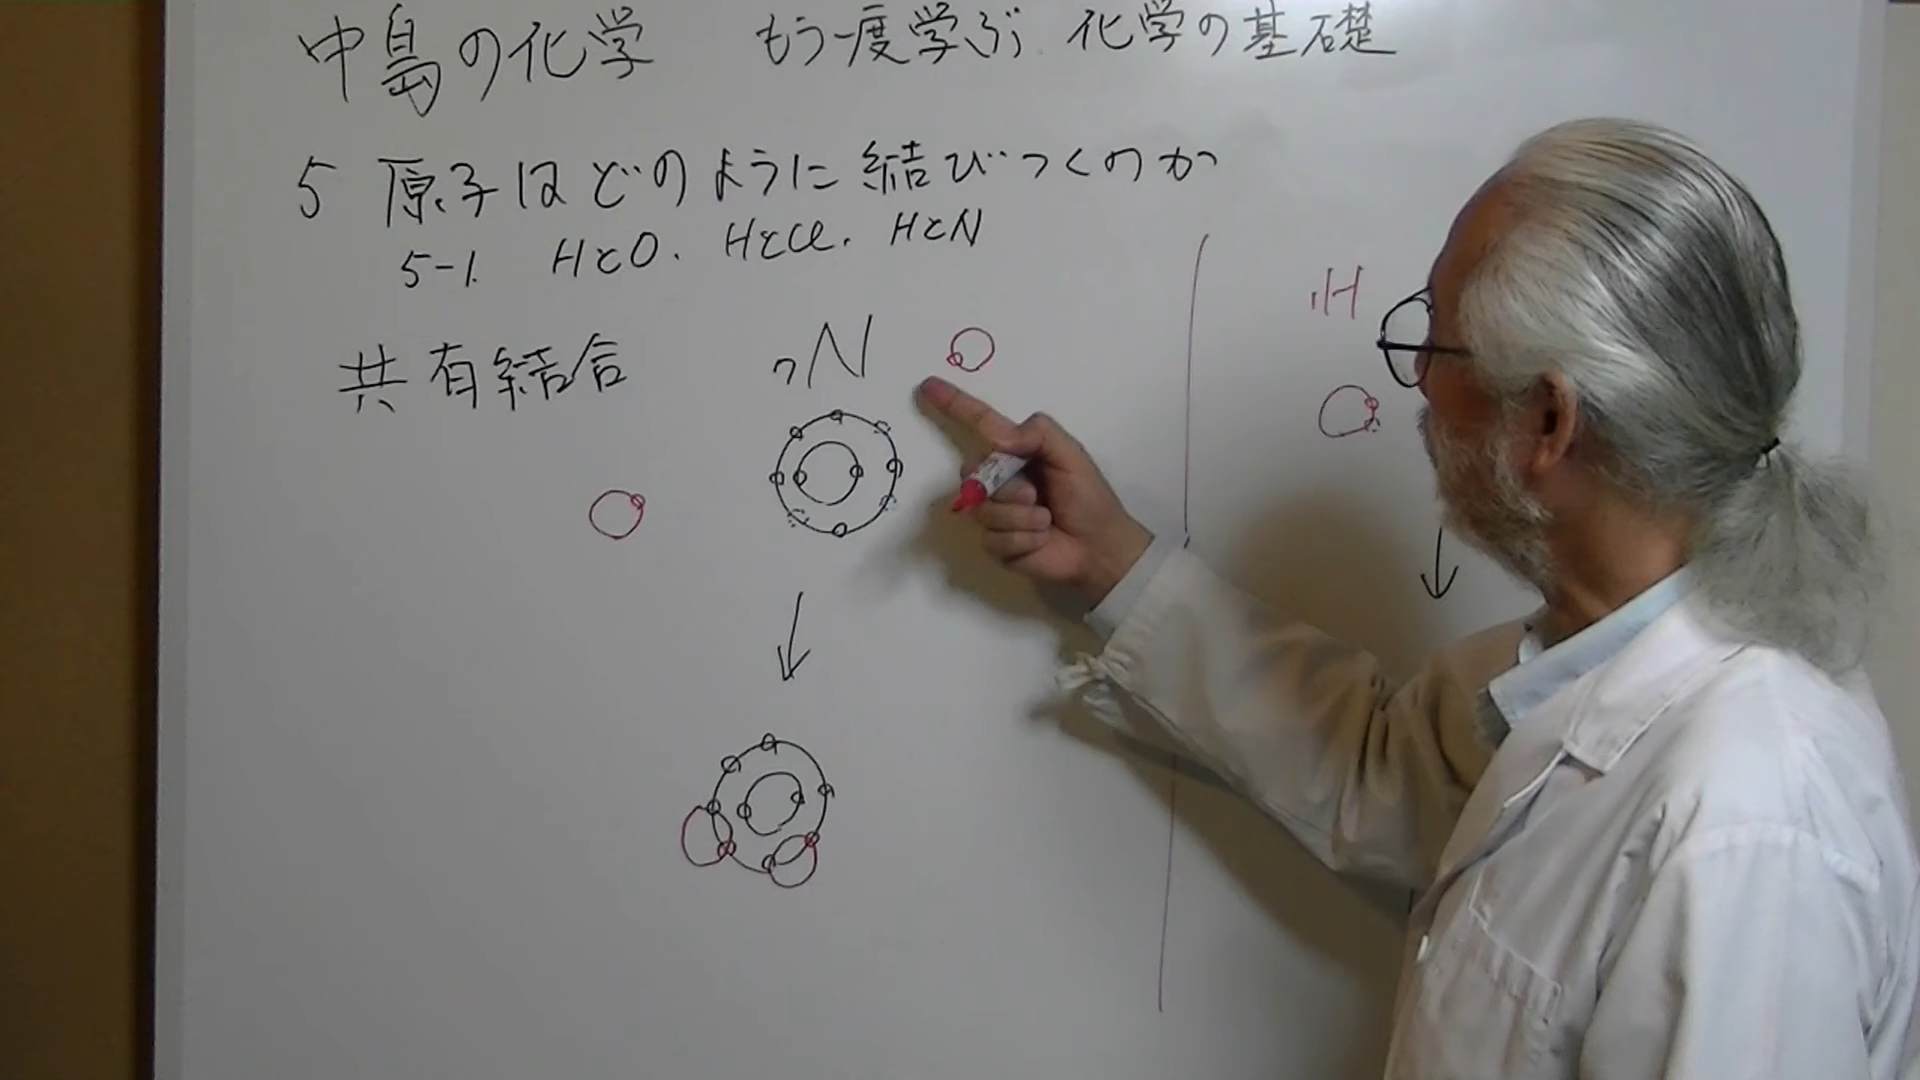 中島の化学 もう一度学ぶ 化学の基礎
5 原子はどのように結びつくのか
5-1. HとO. HとCl. HとN
共有結合
7N
1H